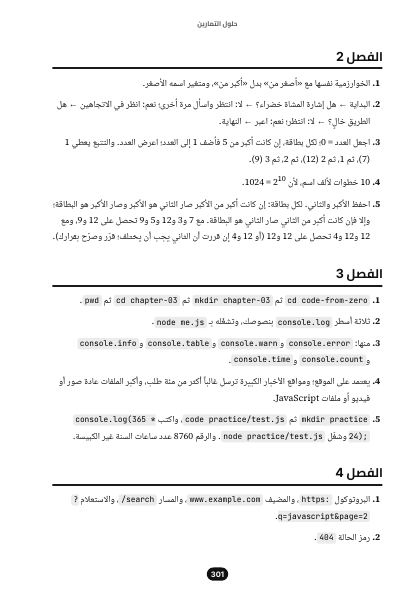 حلول التمارين
الفصل 2
1. الخوارزمية نفسها مع «أصغر من» بدل «أكبر من»، ومتغير اسمه الأصغر.
2. البداية ← هل إشارة المشاة خضراء؟ ← لا: انتظر واسأل مرة أخرى؛ نعم: انظر في الاتجاهين ← هل
الطريق خالٍ؟ ← لا: انتظر؛ نعم: اعبر ← النهاية.
3. اجعل العدد = 0؛ لكل بطاقة، إن كانت أكبر من 5 فأضف 1 إلى العدد؛ اعرض العدد. والتتبع يعطي 1
(7)، ثم 1، ثم 2 (12)، ثم 2، ثم 3 (9).
4. 10 خطوات لألف اسم، لأن 2^10 = 1024.
5. احفظ الأكبر والثاني. لكل بطاقة: إن كانت أكبر من الأكبر صار الثاني هو الأكبر وصار الأكبر هو البطاقة؛
وإلا فإن كانت أكبر من الثاني صار الثاني هو البطاقة. مع 7 و3 و12 و5 و9 تحصل على 12 و9، ومع
12 و12 و4 تحصل على 12 و12 (أو 12 و4 إن قررت أن الثاني يجب أن يختلف؛ قرّر وصرّح بقرارك).
الفصل 3
1. cd code-from-zero ثم mkdir chapter-03 ثم cd chapter-03 ثم pwd .
2. ثلاثة أسطر console.log بنصوصك، وتشغّله بـ node me.js .
3. منها: console.error و console.warn و console.table و console.info
و console.count و console.time.
4. يعتمد على الموقع؛ ومواقع الأخبار الكبيرة ترسل غالباً أكثر من مئة طلب، وأكبر الملفات عادة صور أو
فيديو أو ملفات JavaScript.
5. mkdir practice ثم code practice/test.js ، واكتب console.log(365 *
24); وشغّل node practice/test.js . والرقم 8760 عدد ساعات السنة غير الكبيسة.
الفصل 4
1. البروتوكول https: ، والمضيف www.example.com ، والمسار /search ، والاستعلام ?
q=javascript&page=2.
2. رمز الحالة 404 .
301